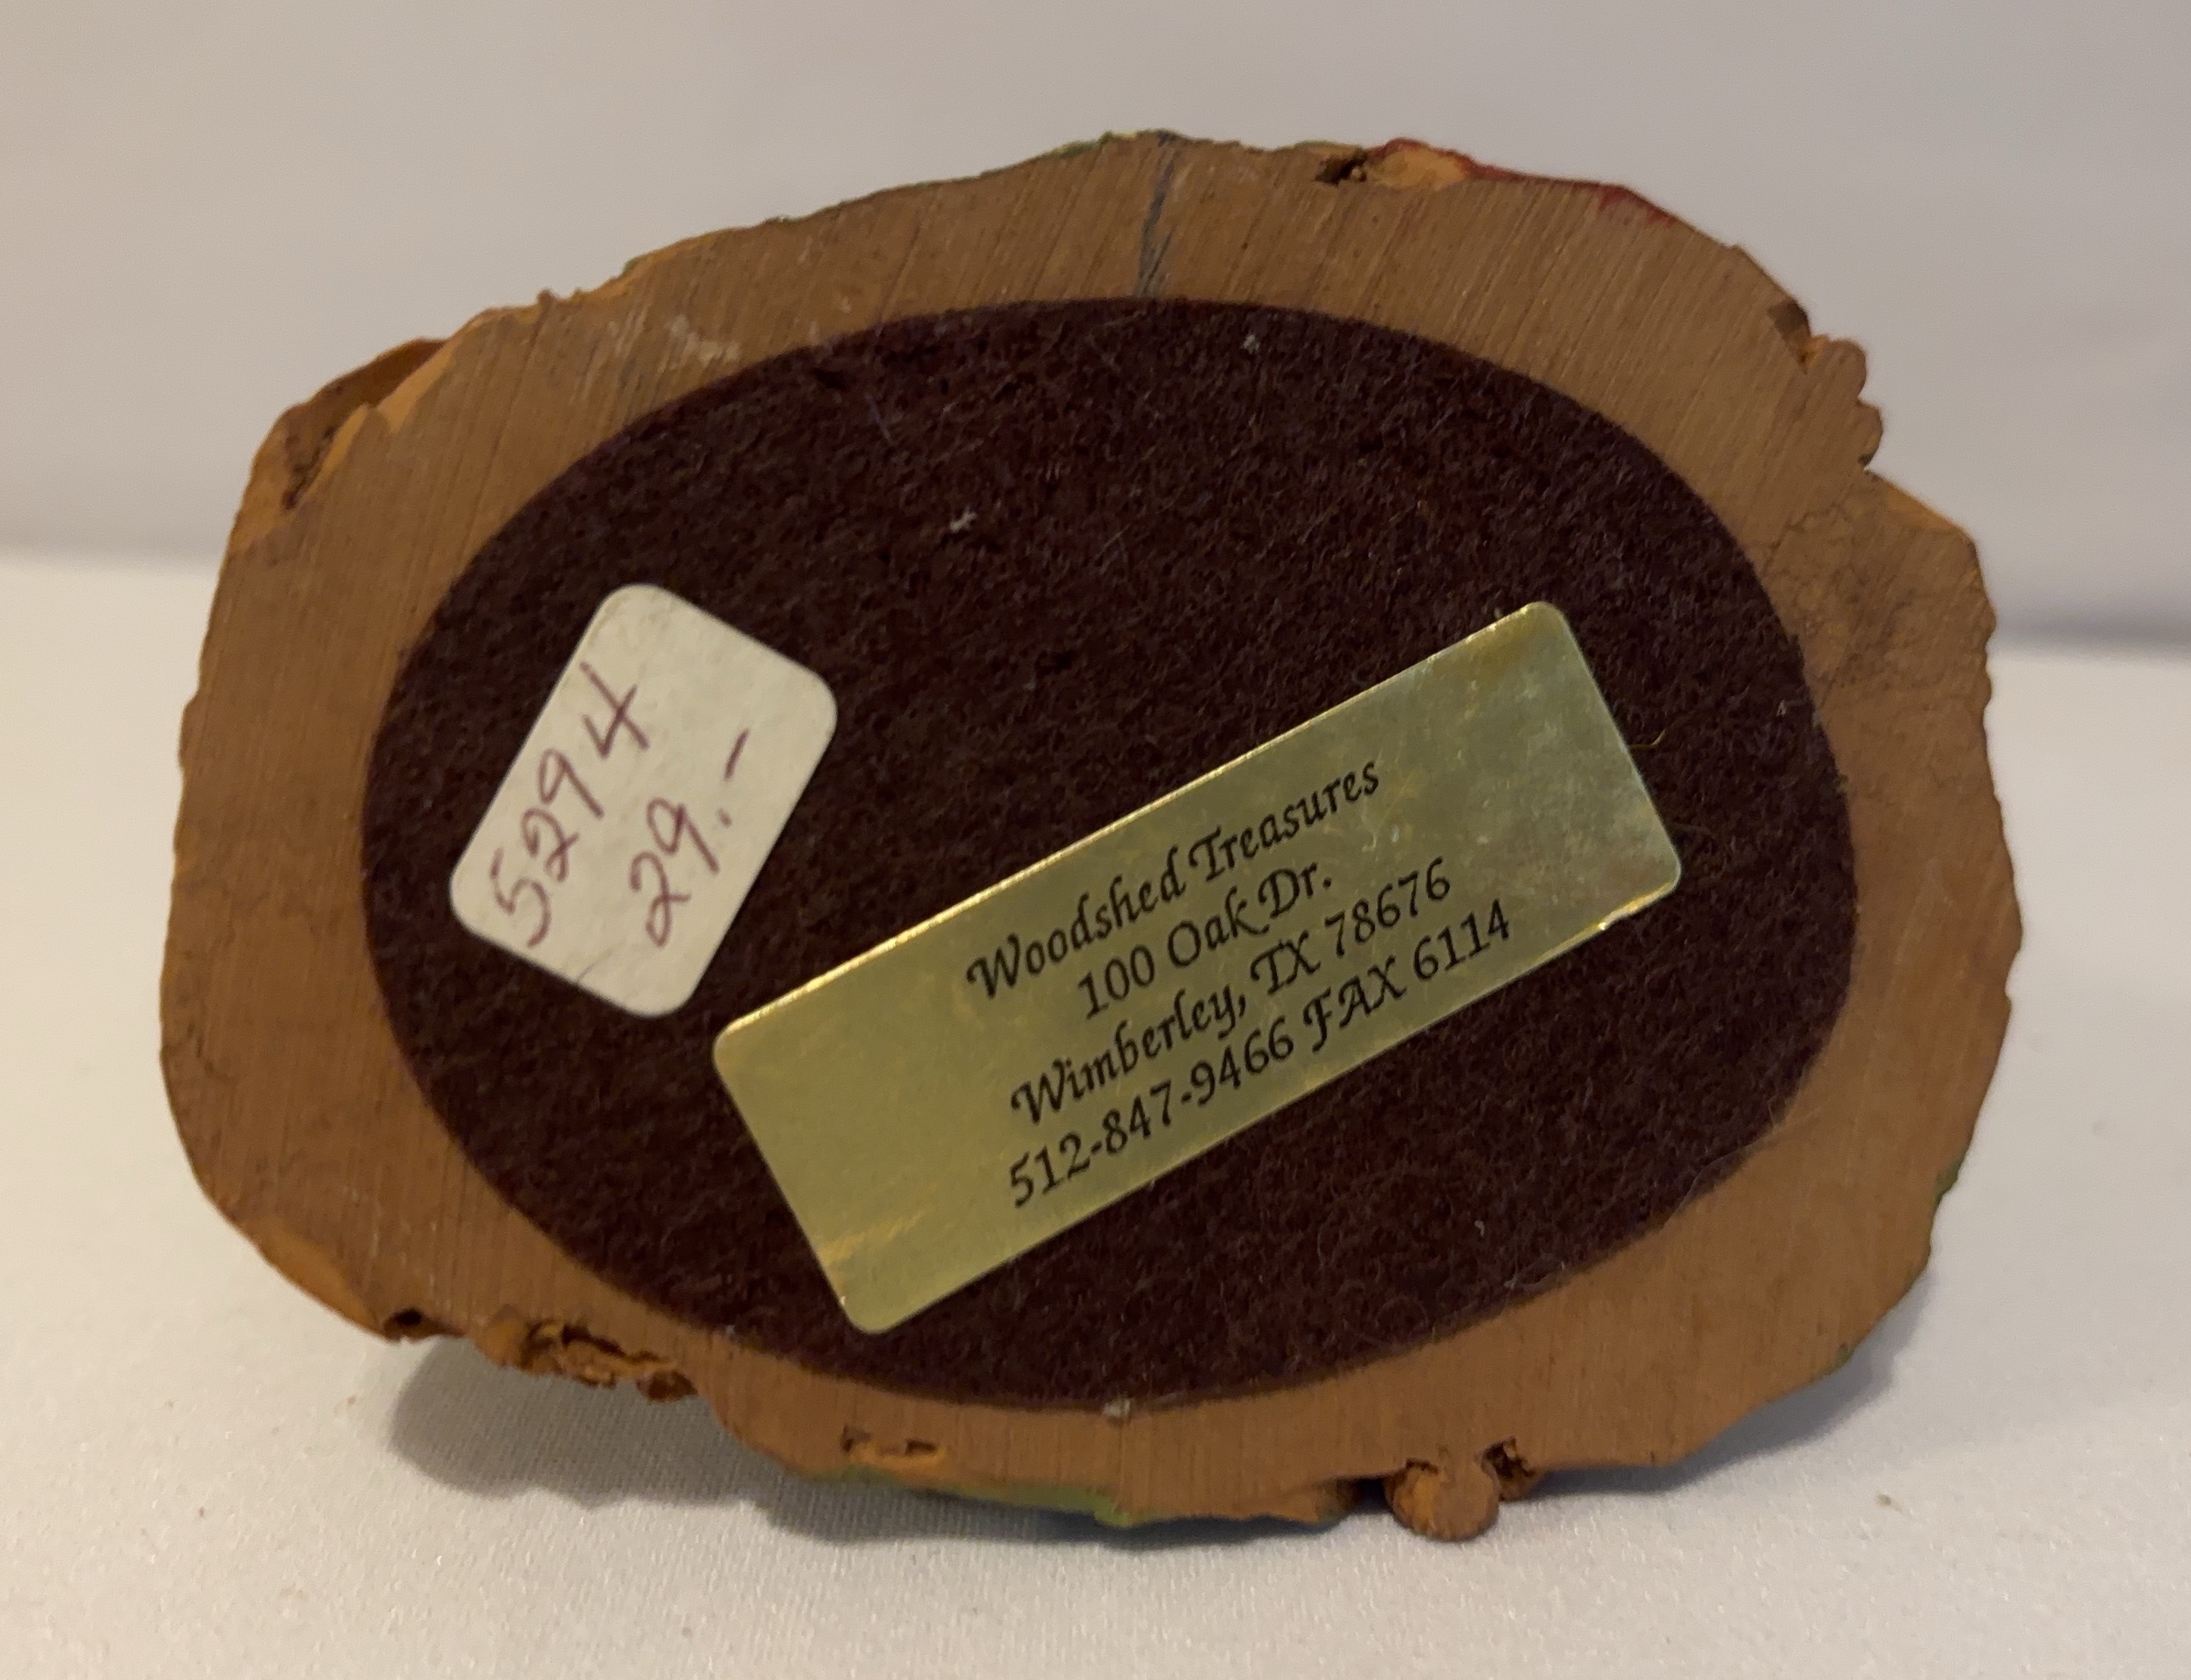 5294
29.-
Woodshed Treasures
100 Oak Dr.
Wimberley, TX 78676
512-847-9466 FAX 6114